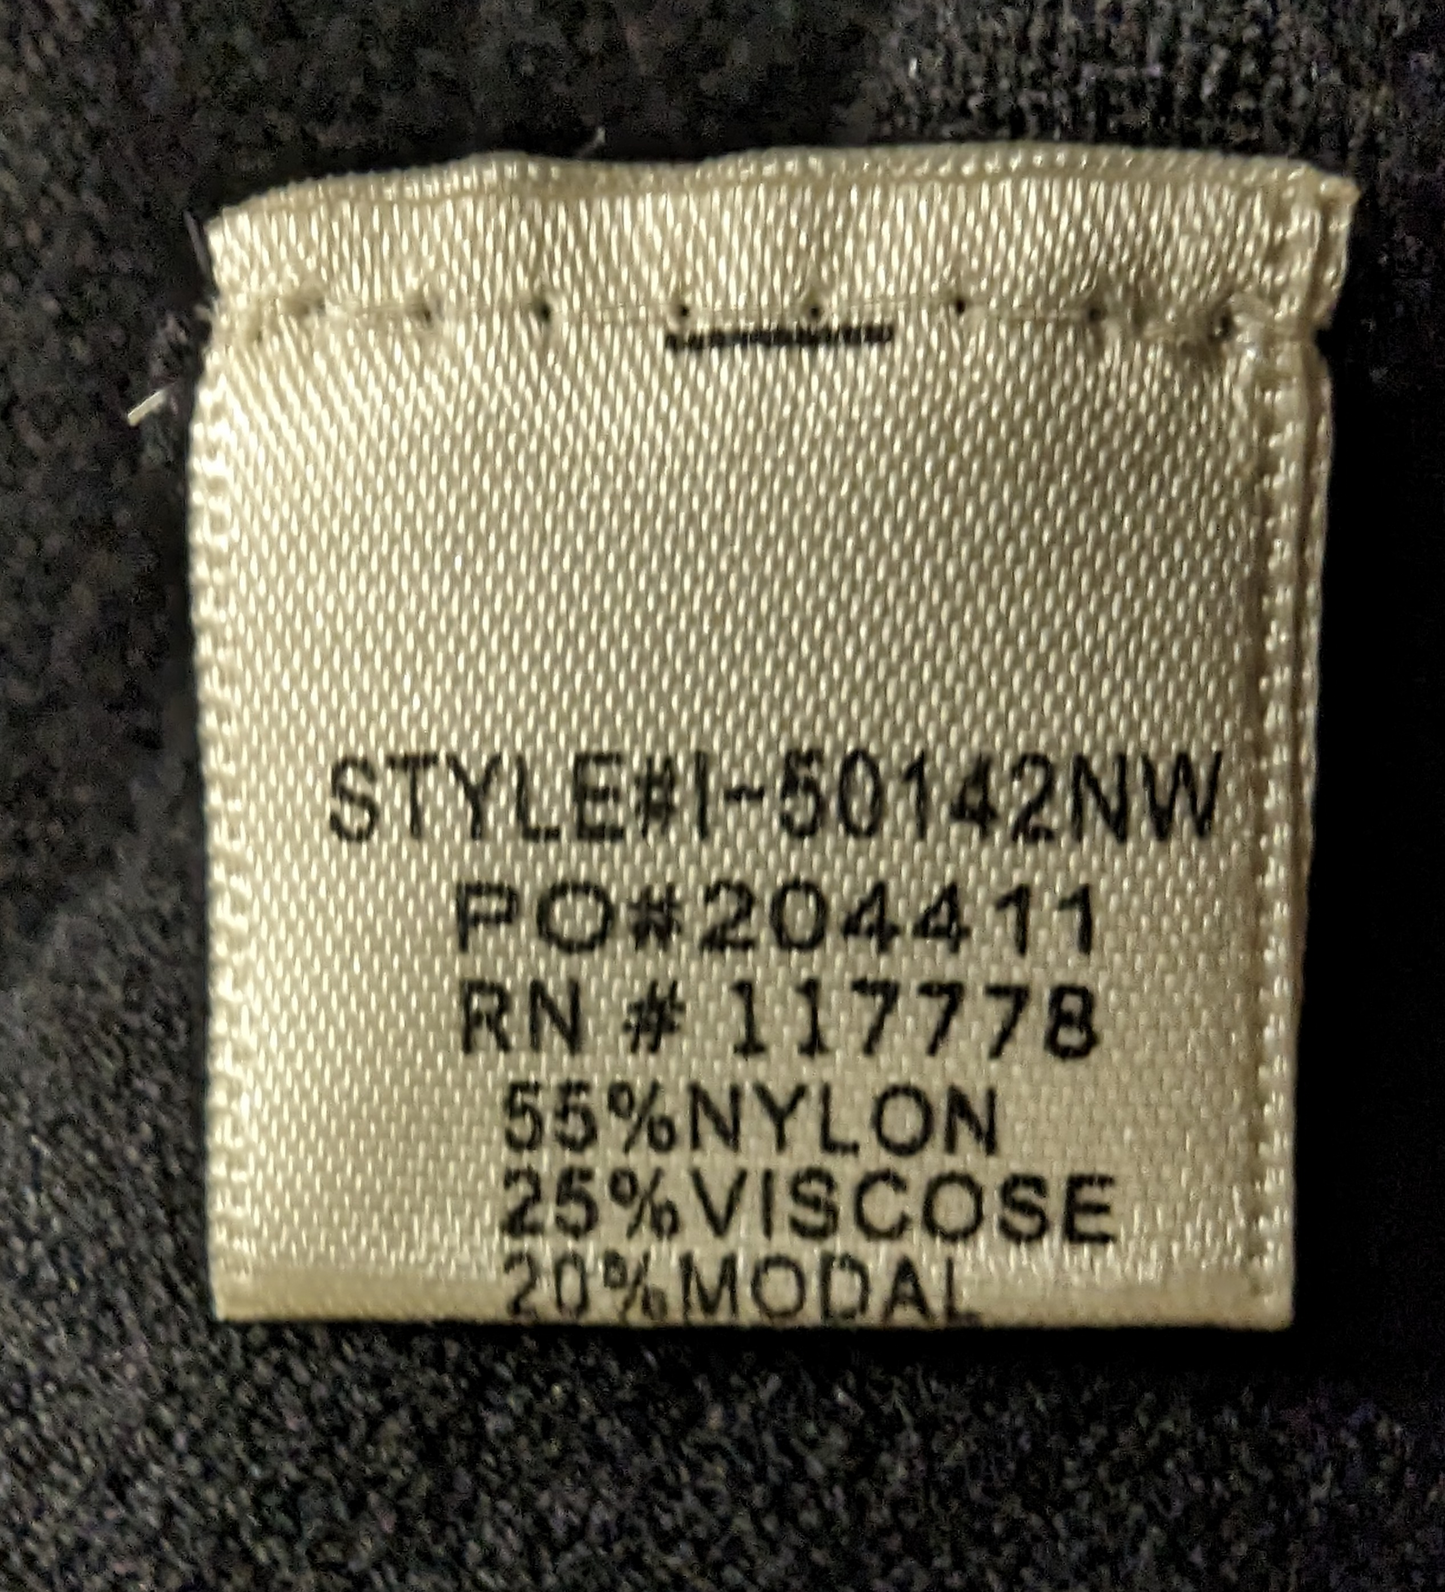 STYLE#I-50142NW
PO#204411
RN # 117778
55%NYLON
25%VISCOSE
20%MODAL